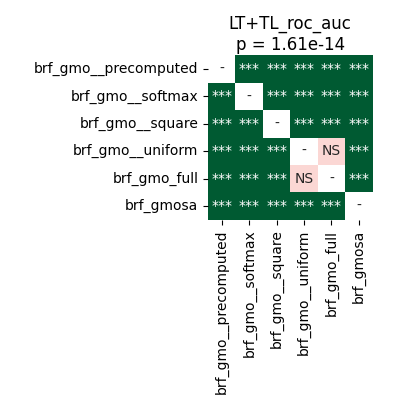 LT+TL_roc_auc
p = 1.61e-14
brf_gmo__precomputed - *** *** *** *** ***
brf_gmo__softmax *** - *** *** *** ***
brf_gmo__square *** *** - *** *** ***
brf_gmo__uniform *** *** *** - NS ***
brf_gmo_full *** *** *** NS - ***
brf_gmosa *** *** *** *** *** -
brf_gmo__precomputed
brf_gmo__softmax
brf_gmo__square
brf_gmo__uniform
brf_gmo_full
brf_gmosa